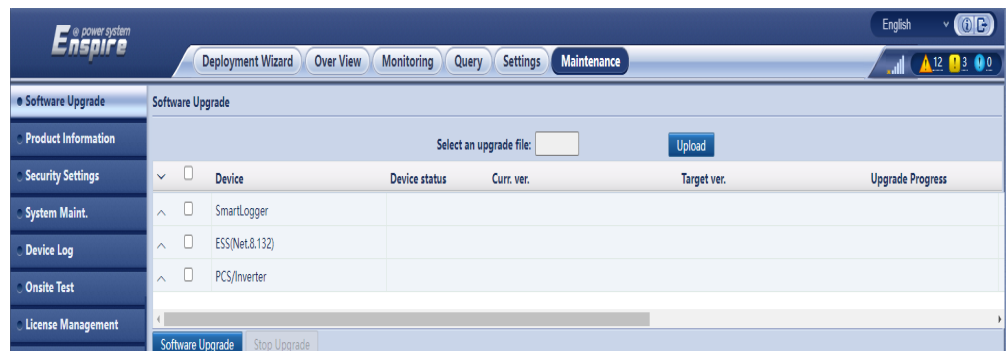 e power system
Enspire
English
Deployment Wizard Over View Monitoring Query Settings Maintenance
12 3 0
Software Upgrade
Product Information
Security Settings
System Maint.
Device Log
Onsite Test
License Management
Software Upgrade
Select an upgrade file: Upload
Device Device status Curr. ver. Target ver. Upgrade Progress
SmartLogger
ESS(Net.8.132)
PCS/Inverter
Software Upgrade Stop Upgrade